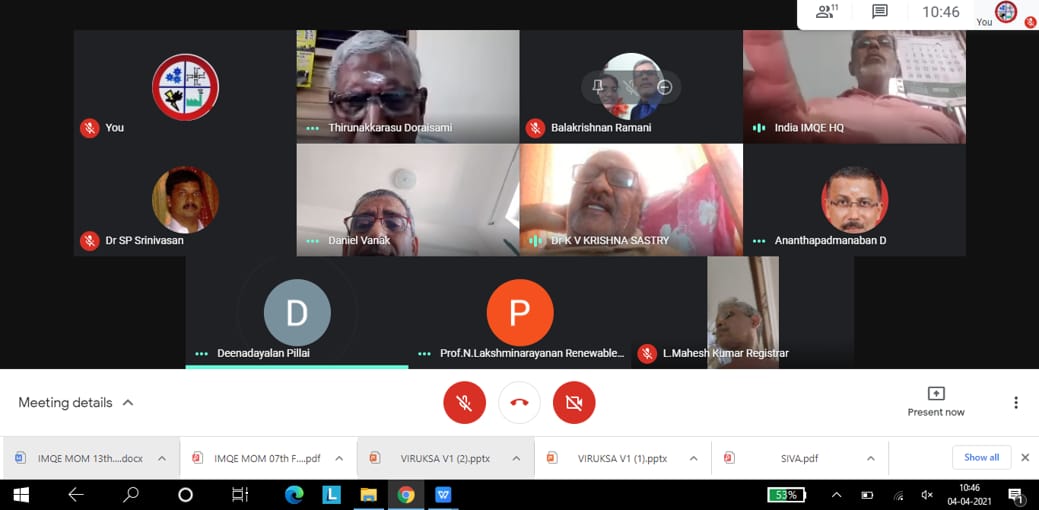 11
10:46
You
You
Thirunakkarasu Doraisami
Balakrishnan Ramani
India IMQE HQ
Dr SP Srinivasan
Daniel Vanak
Dr K V KRISHNA SASTRY
Ananthapadmanaban D
D
P
Deenadayalan Pillai
Prof.N.Lakshminarayanan Renewable...
L.Mahesh Kumar Registrar
Meeting details
Present now
IMQE MOM 13th....docx
IMQE MOM 07th F....pdf
VIRUKSA V1 (2).pptx
VIRUKSA V1 (1).pptx
SIVA.pdf
Show all
L
W
53%
10:46
04-04-2021
1